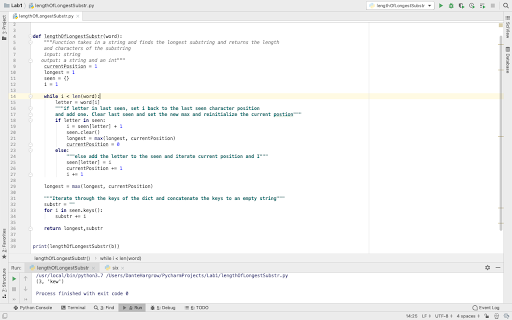 Lab1 lengthOfLongestSubstr.py
lengthOfLongestSubstr
lengthOfLongestSubstr.py
def lengthOfLongestSubstr(word):
"""Function takes in a string and finds the longest substring and returns the length
and characters of the substring
input: string
output: a string and an int"""
currentPosition = 1
longest = 1
seen = {}
i = 1
while i < len(word):
letter = word[i]
"""if letter in last seen, set i back to the last seen character position
and add one. Clear last seen and set the new max and reinitialize the current postion"""
if letter in seen:
i = seen[letter] + 1
seen.clear()
longest = max(longest, currentPosition)
currentPosition = 0
else:
"""else add the letter to the seen and iterate current position and i"""
seen[letter] = i
currentPosition += 1
i += 1
longest = max(longest, currentPosition)
"""Iterate through the keys of the dict and concatenate the keys to an empty string"""
substr = ""
for i in seen.keys():
substr += i
return longest,substr
print(lengthOfLongestSubstr(b))
lengthOfLongestSubstr() › while i < len(word)
Run: lengthOfLongestSubstr six
/usr/local/bin/python3.7 /Users/DanteHargrow/PycharmProjects/Lab1/lengthOfLongestSubstr.py
(3, 'kew')
Process finished with exit code 0
Python Console Terminal 3: Find 4: Run 5: Debug 6: TODO Event Log
14:25 LF UTF-8 4 spaces
1: Project
2: Favorites
7: Structure
SciView
Database